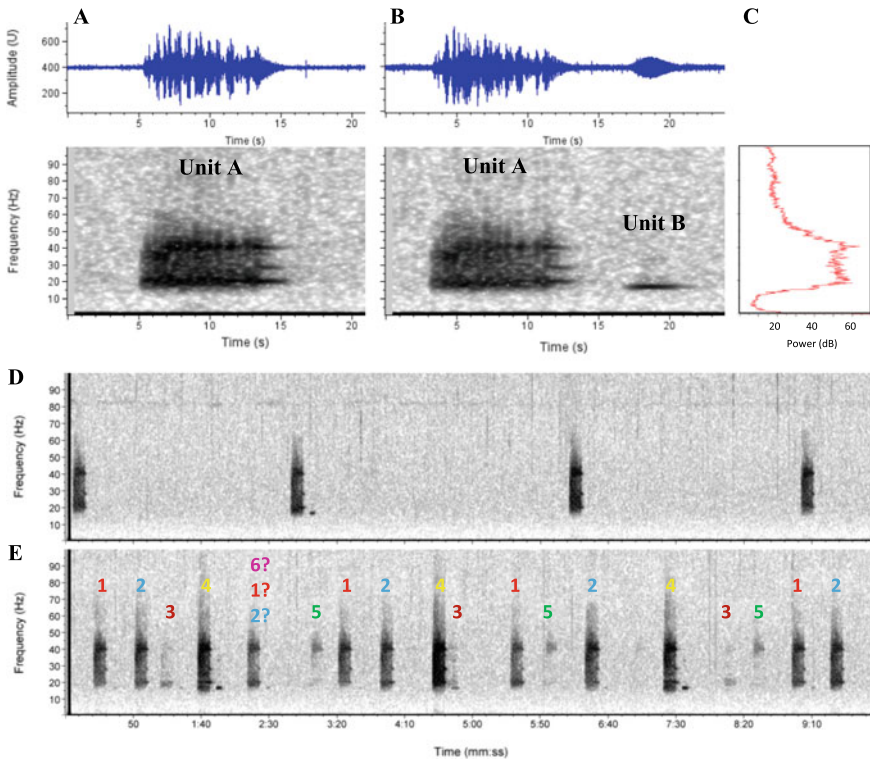 A B C
Amplitude (U)
600
400
200
5 10 15 20
Time (s)
5 10 15 20
Time (s)
Frequency (Hz)
90
80
70
60
50
40
30
20
10
Unit A
5 10 15 20
Time (s)
Unit A
Unit B
5 10 15 20
Time (s)
20 40 60
Power (dB)
D
Frequency (Hz)
90
80
70
60
50
40
30
20
10
E
Frequency (Hz)
90
80
70
60
40
20
0
6?
1 2 4 1? 1 2 4 1 2 4 1 2
3 2? 5 3 5 3 5
50 1:40 2:30 3:20 4:10 5:00 5:50 6:40 7:30 8:20 9:10
Time (mm:ss)